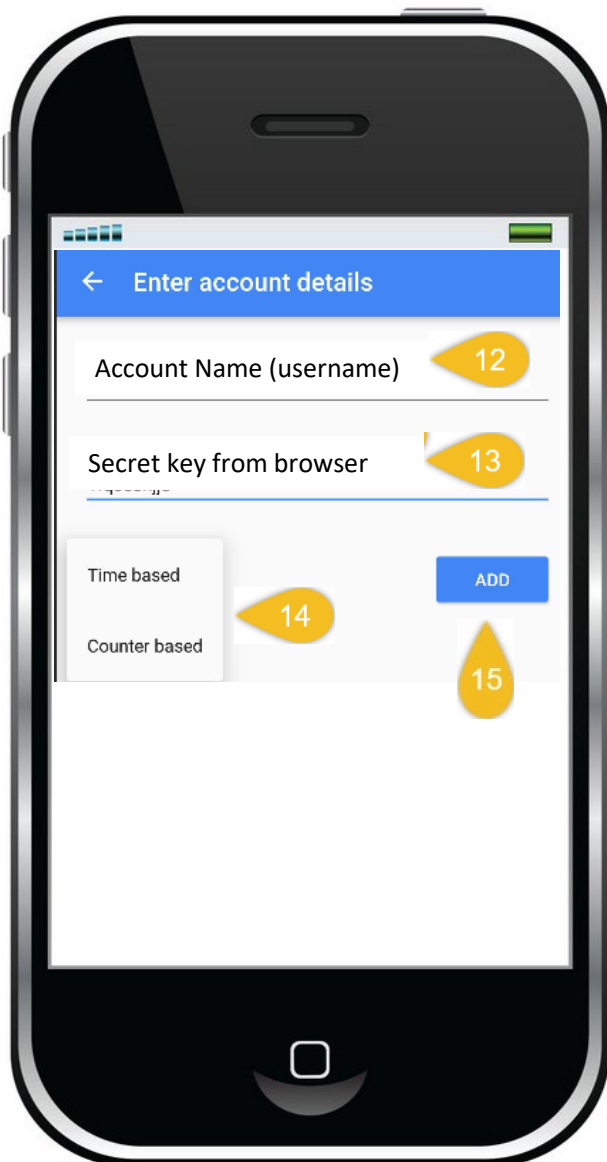 Enter account details
Account Name (username)
12
Secret key from browser
13
Time based
14
Counter based
ADD
15